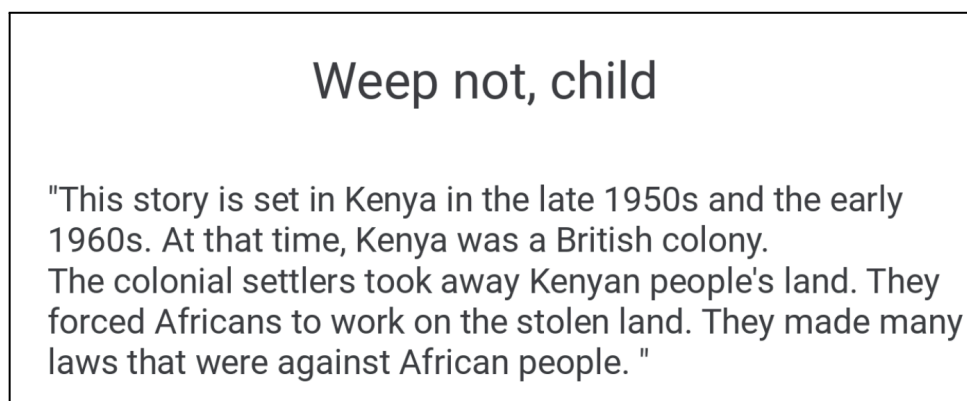 Weep not, child
"This story is set in Kenya in the late 1950s and the early
1960s. At that time, Kenya was a British colony.
The colonial settlers took away Kenyan people's land. They
forced Africans to work on the stolen land. They made many
laws that were against African people. "